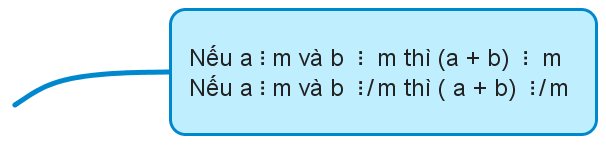 Nếu a ⋮ m và b ⋮ m thì (a + b) ⋮ m
Nếu a ⋮ m và b ⋮/ m thì ( a + b) ⋮/ m